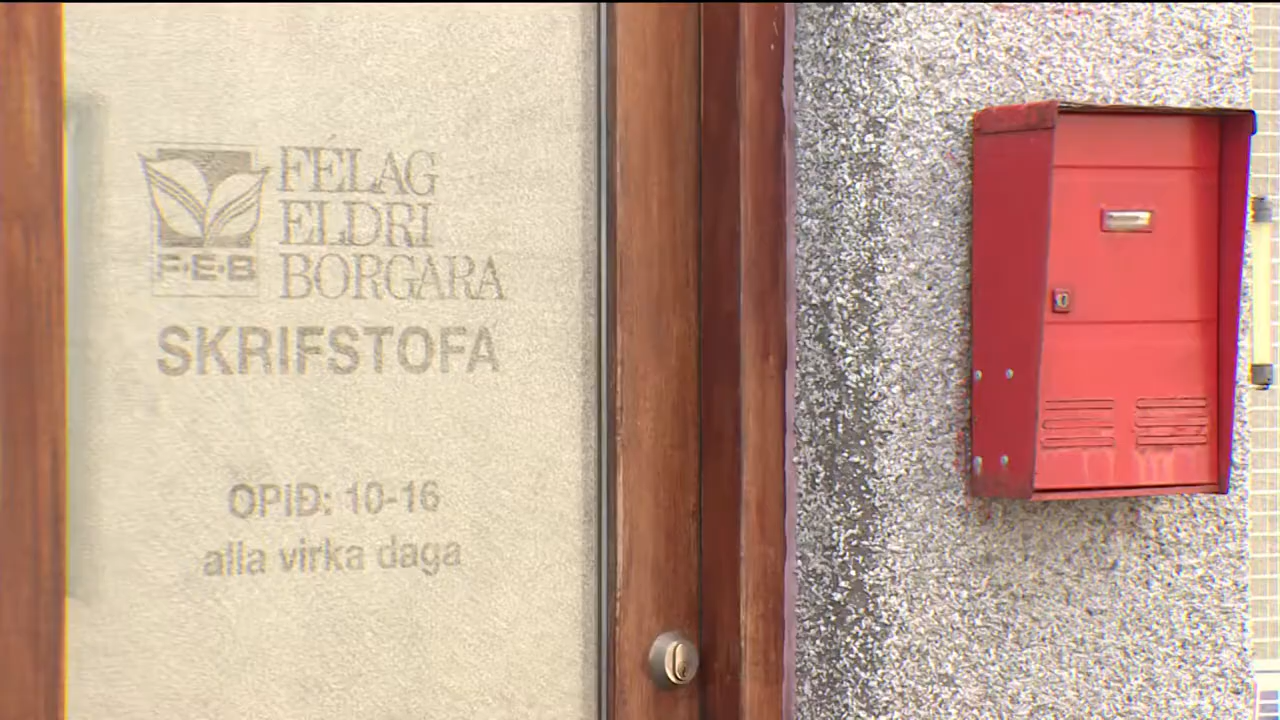 FÉLAG
ELDRI
BORGARA
F·E·B
SKRIFSTOFA
OPIÐ: 10-16
alla virka daga